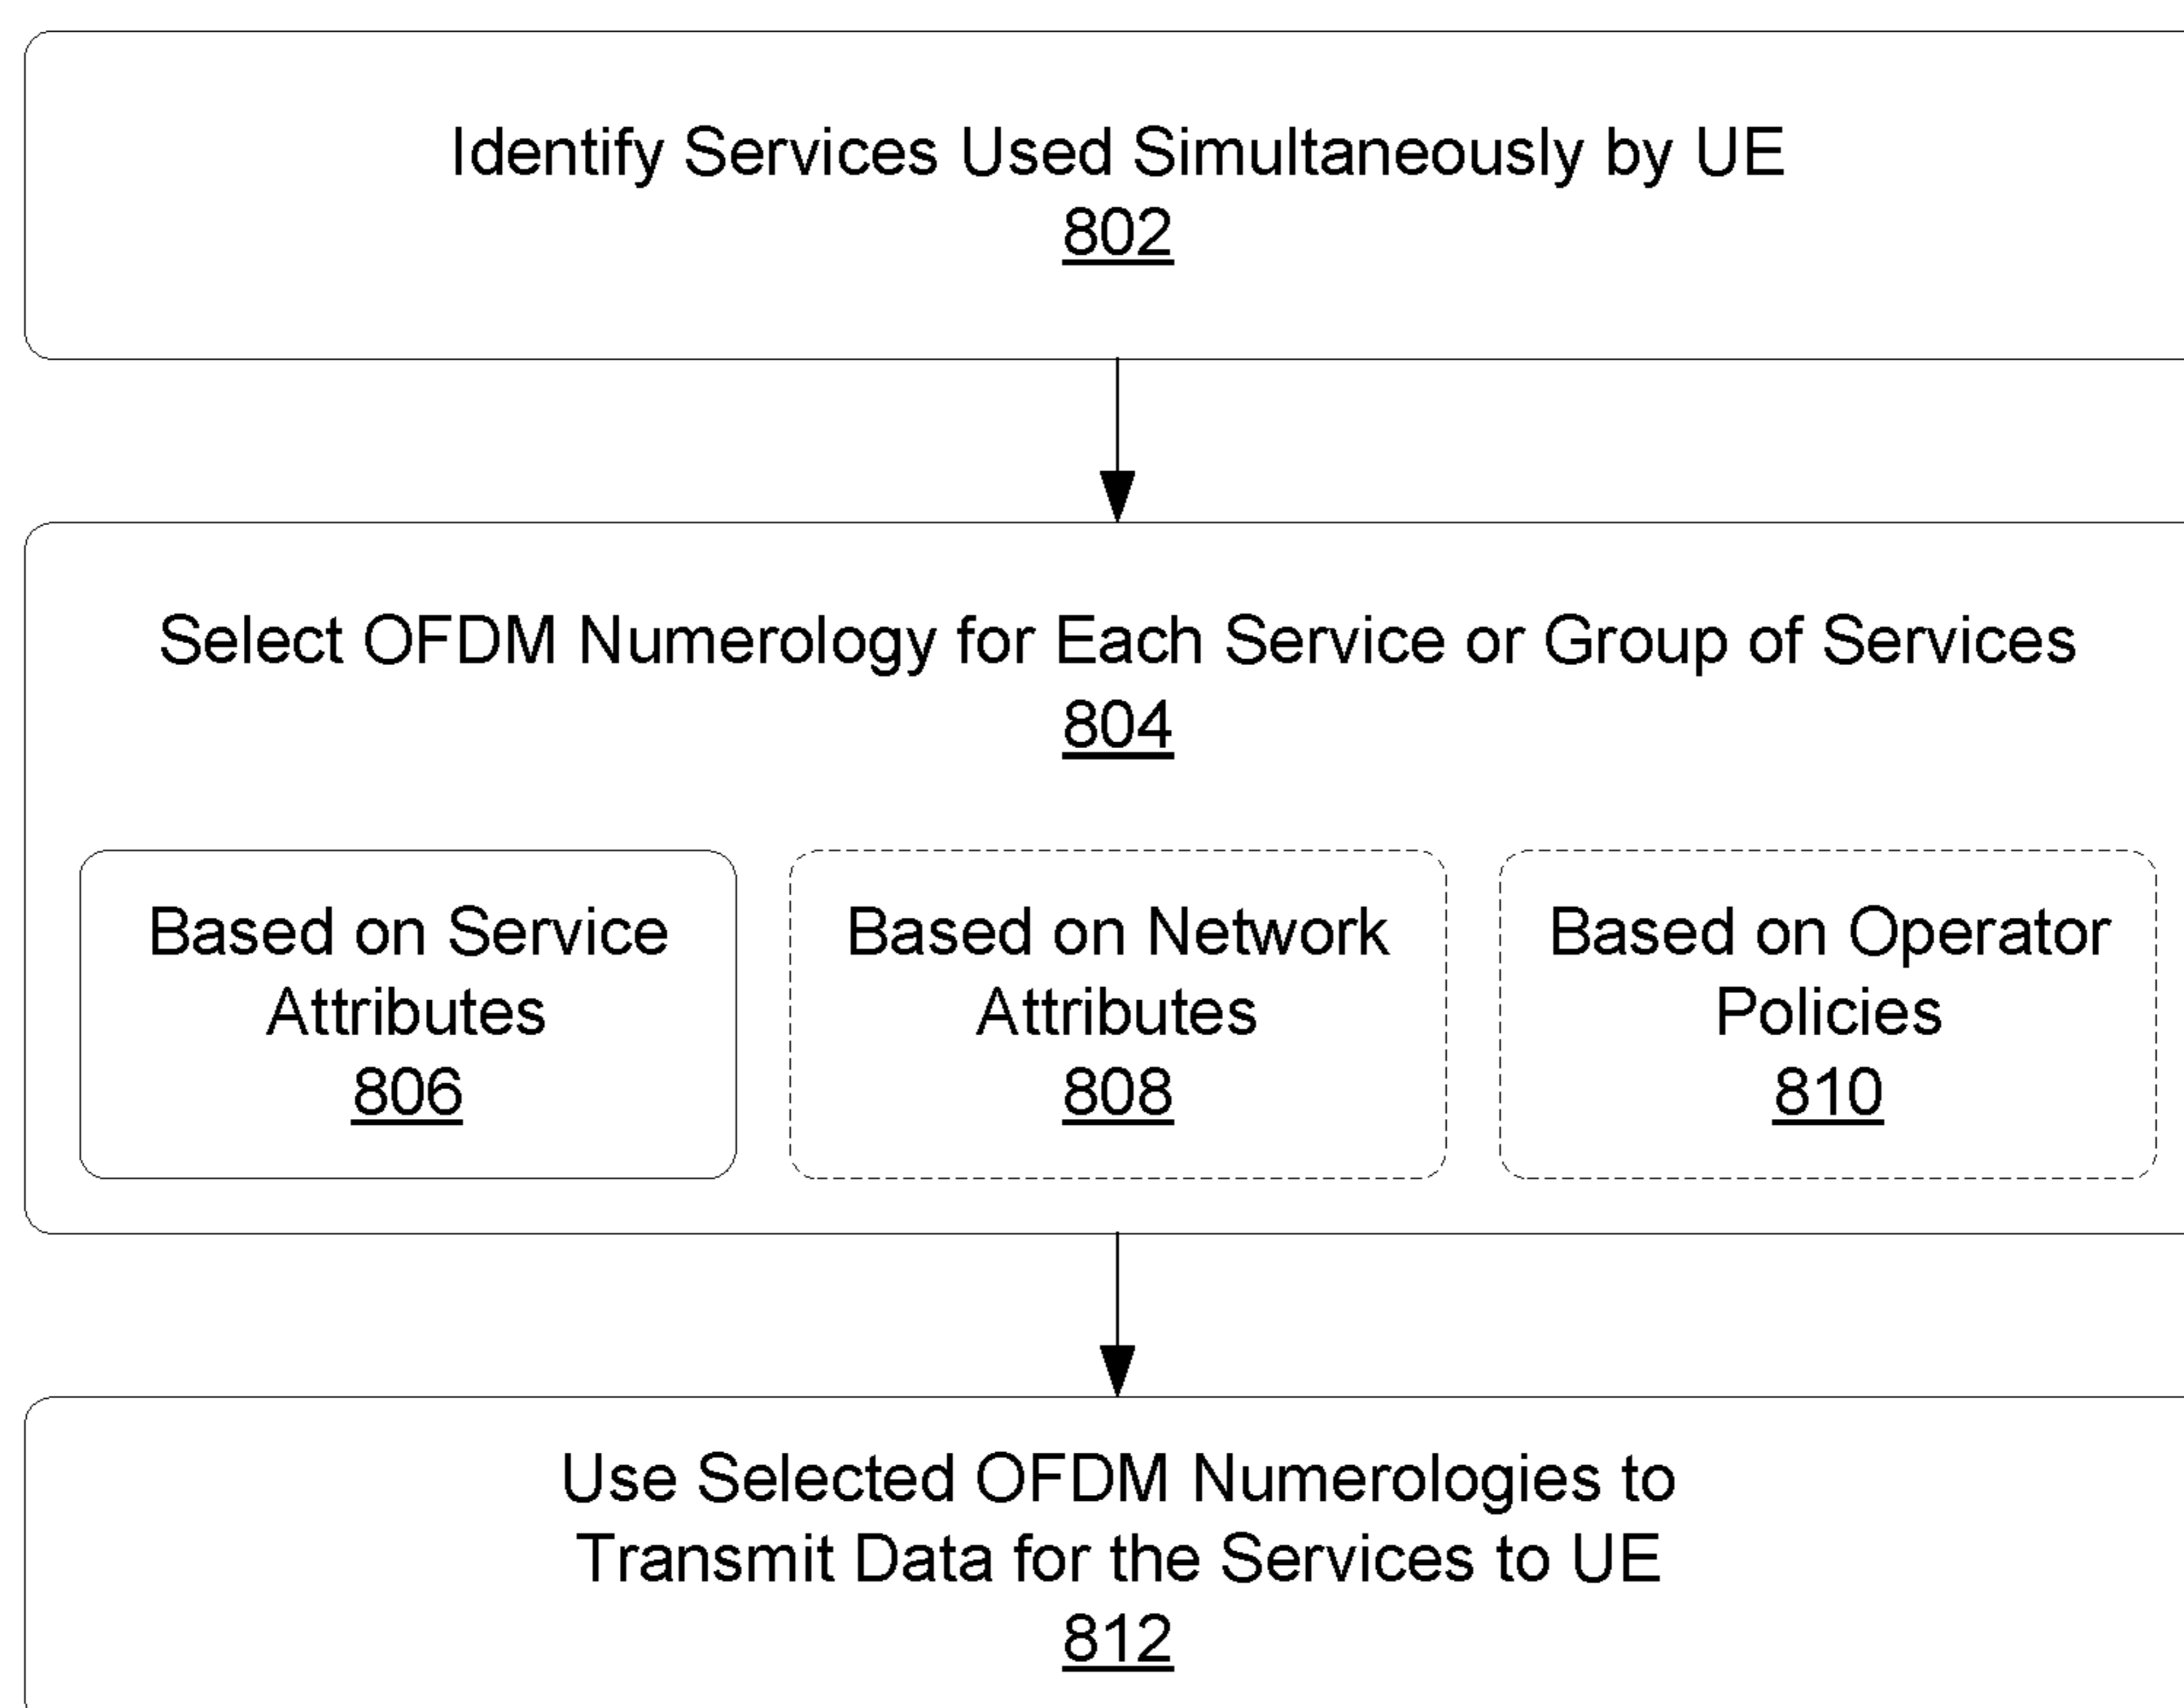 Identify Services Used Simultaneously by UE
802
Select OFDM Numerology for Each Service or Group of Services
804
Based on Service
Attributes
806
Based on Network
Attributes
808
Based on Operator
Policies
810
Use Selected OFDM Numerologies to
Transmit Data for the Services to UE
812